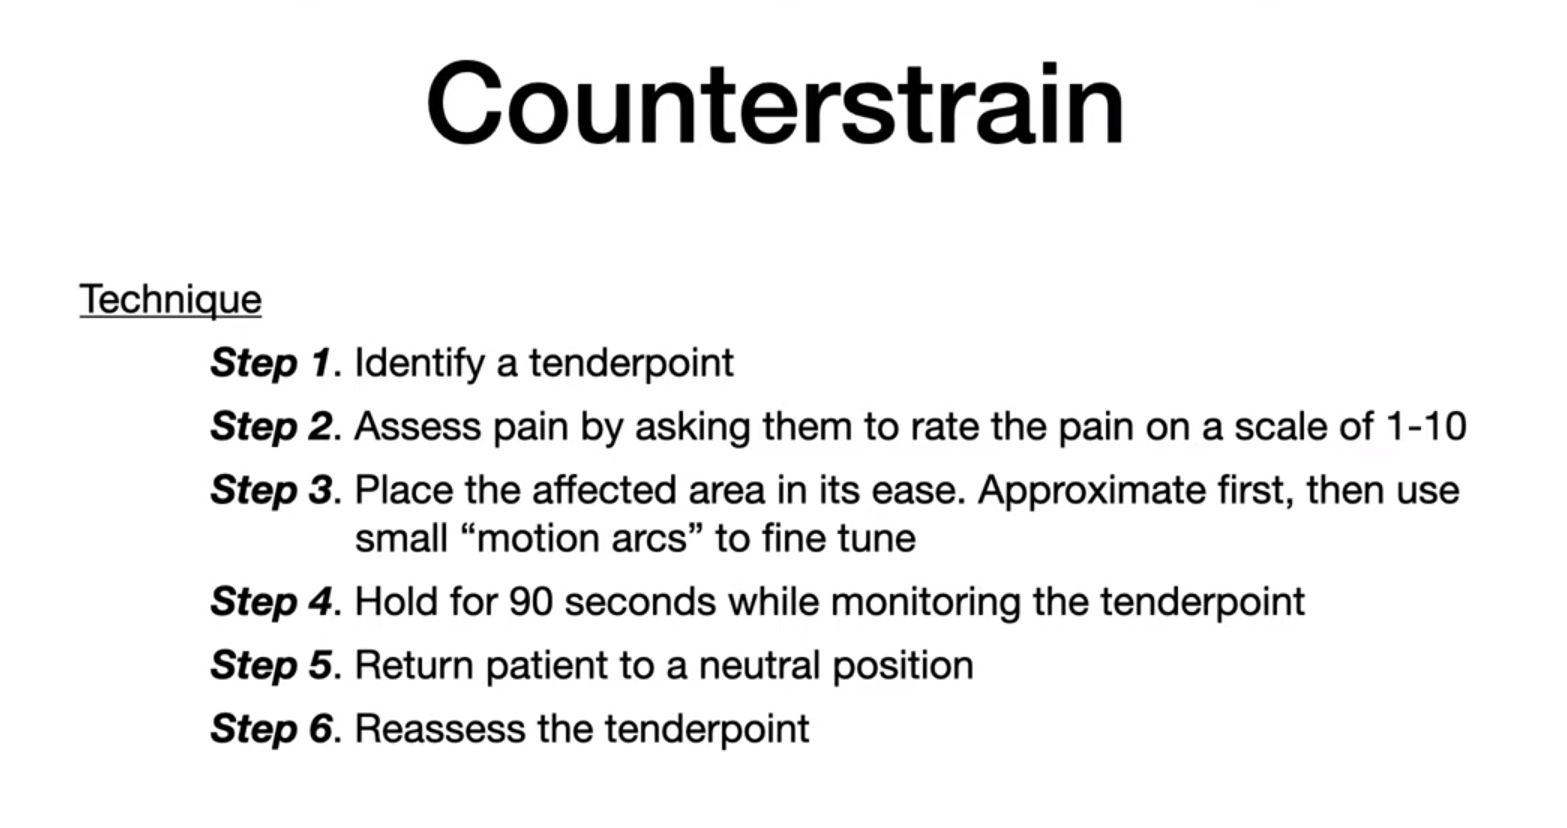 Counterstrain
Technique
Step 1. Identify a tenderpoint
Step 2. Assess pain by asking them to rate the pain on a scale of 1-10
Step 3. Place the affected area in its ease. Approximate first, then use
small “motion arcs” to fine tune
Step 4. Hold for 90 seconds while monitoring the tenderpoint
Step 5. Return patient to a neutral position
Step 6. Reassess the tenderpoint